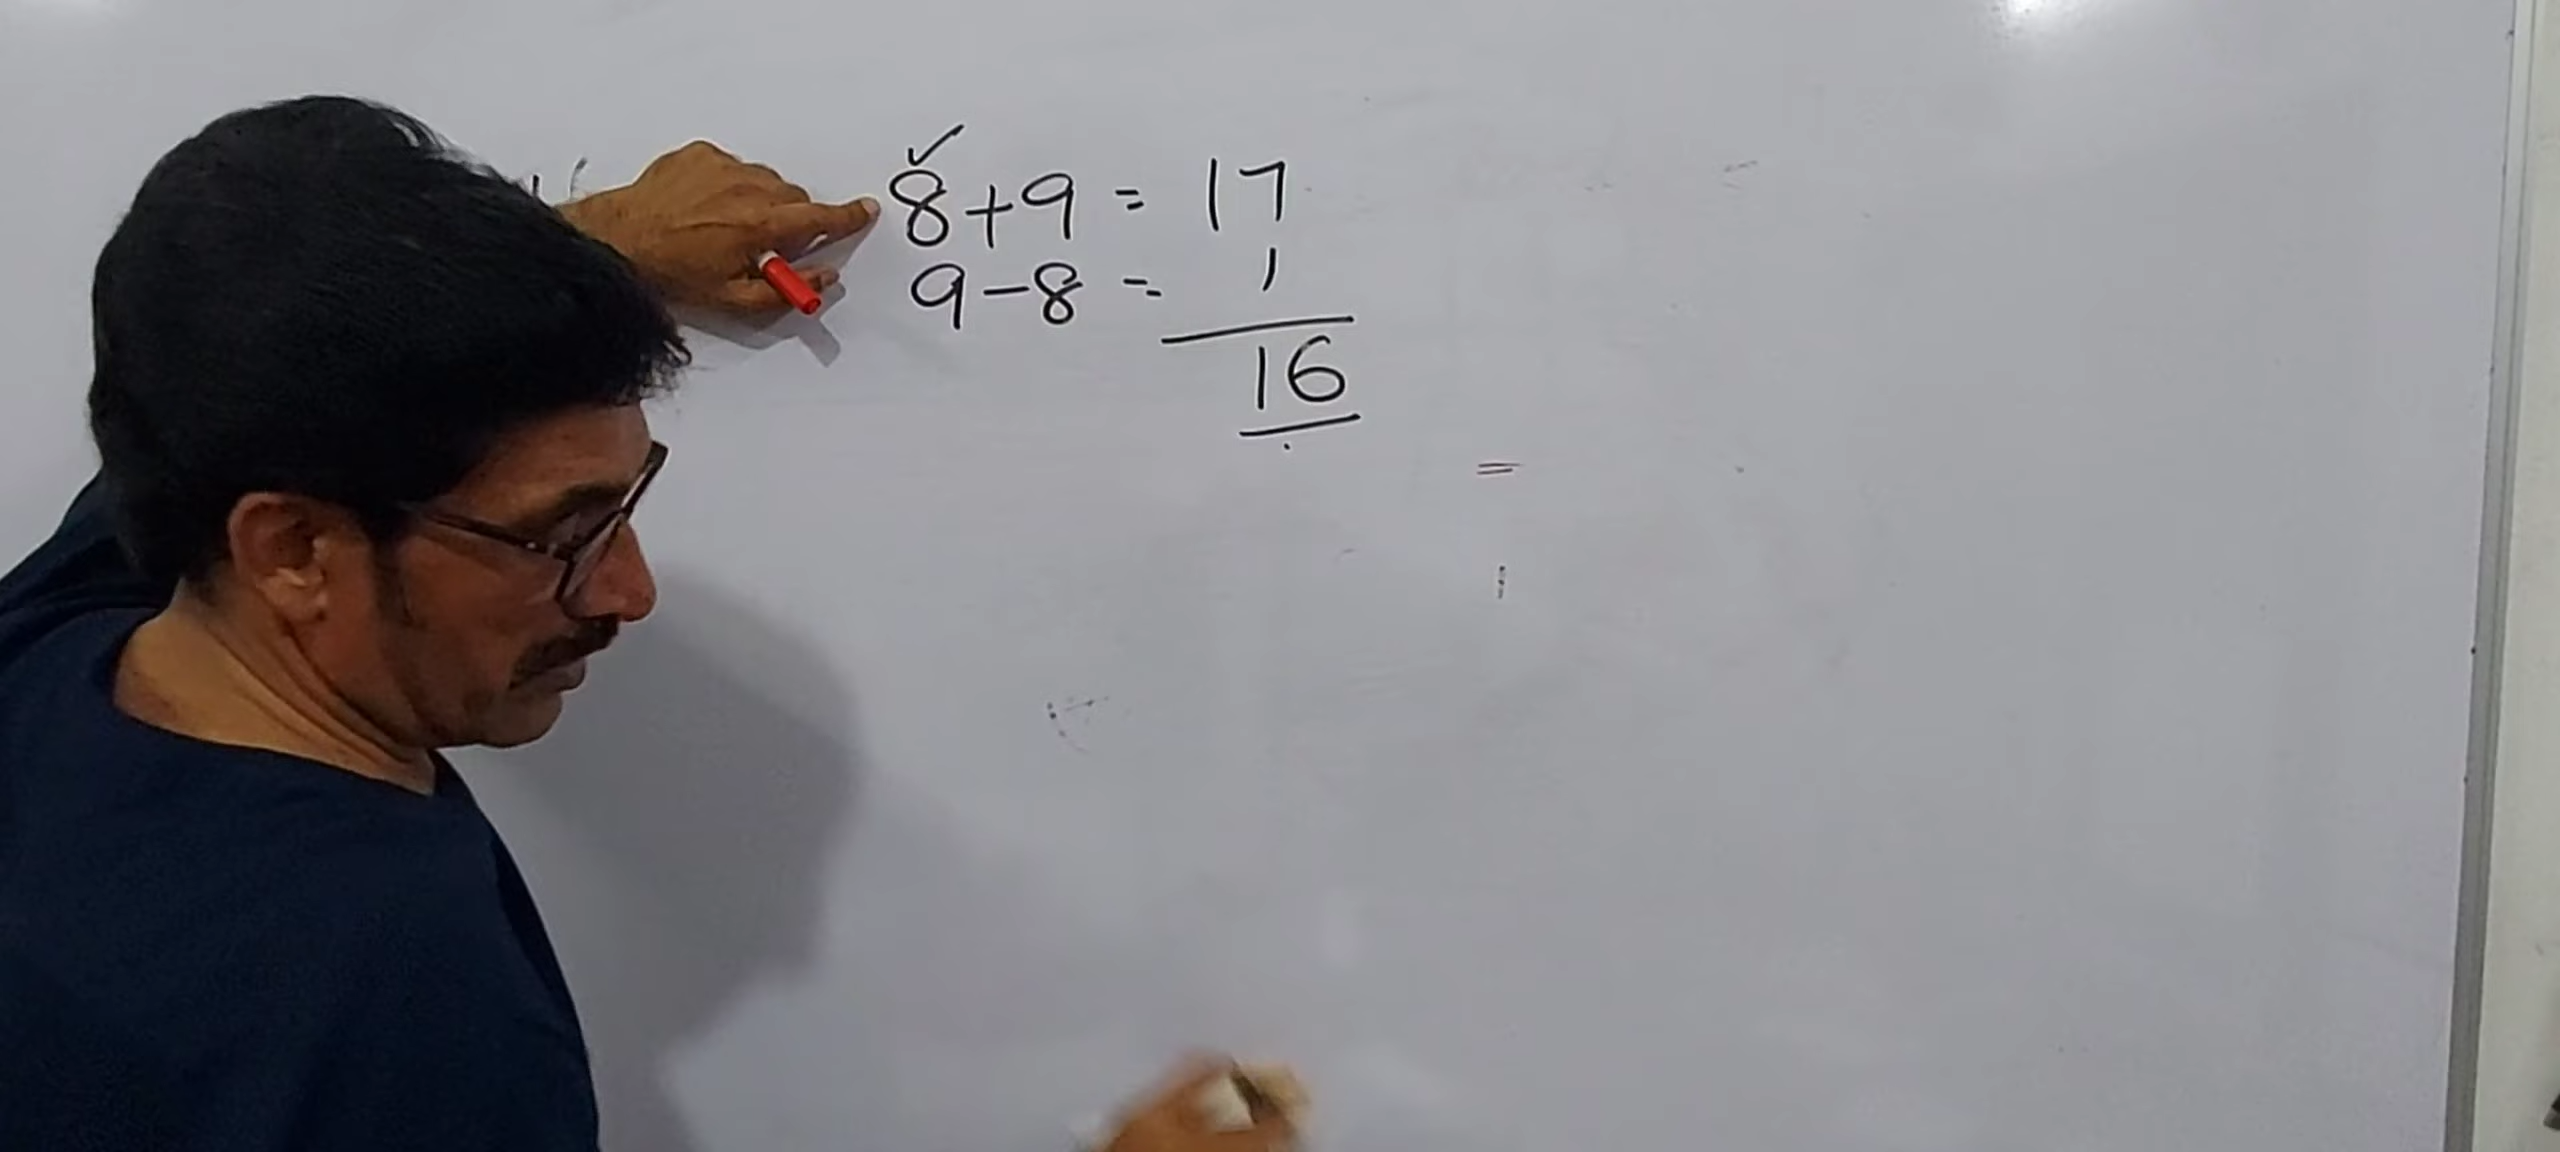 8+9 = 17
9-8 = 1
16
=